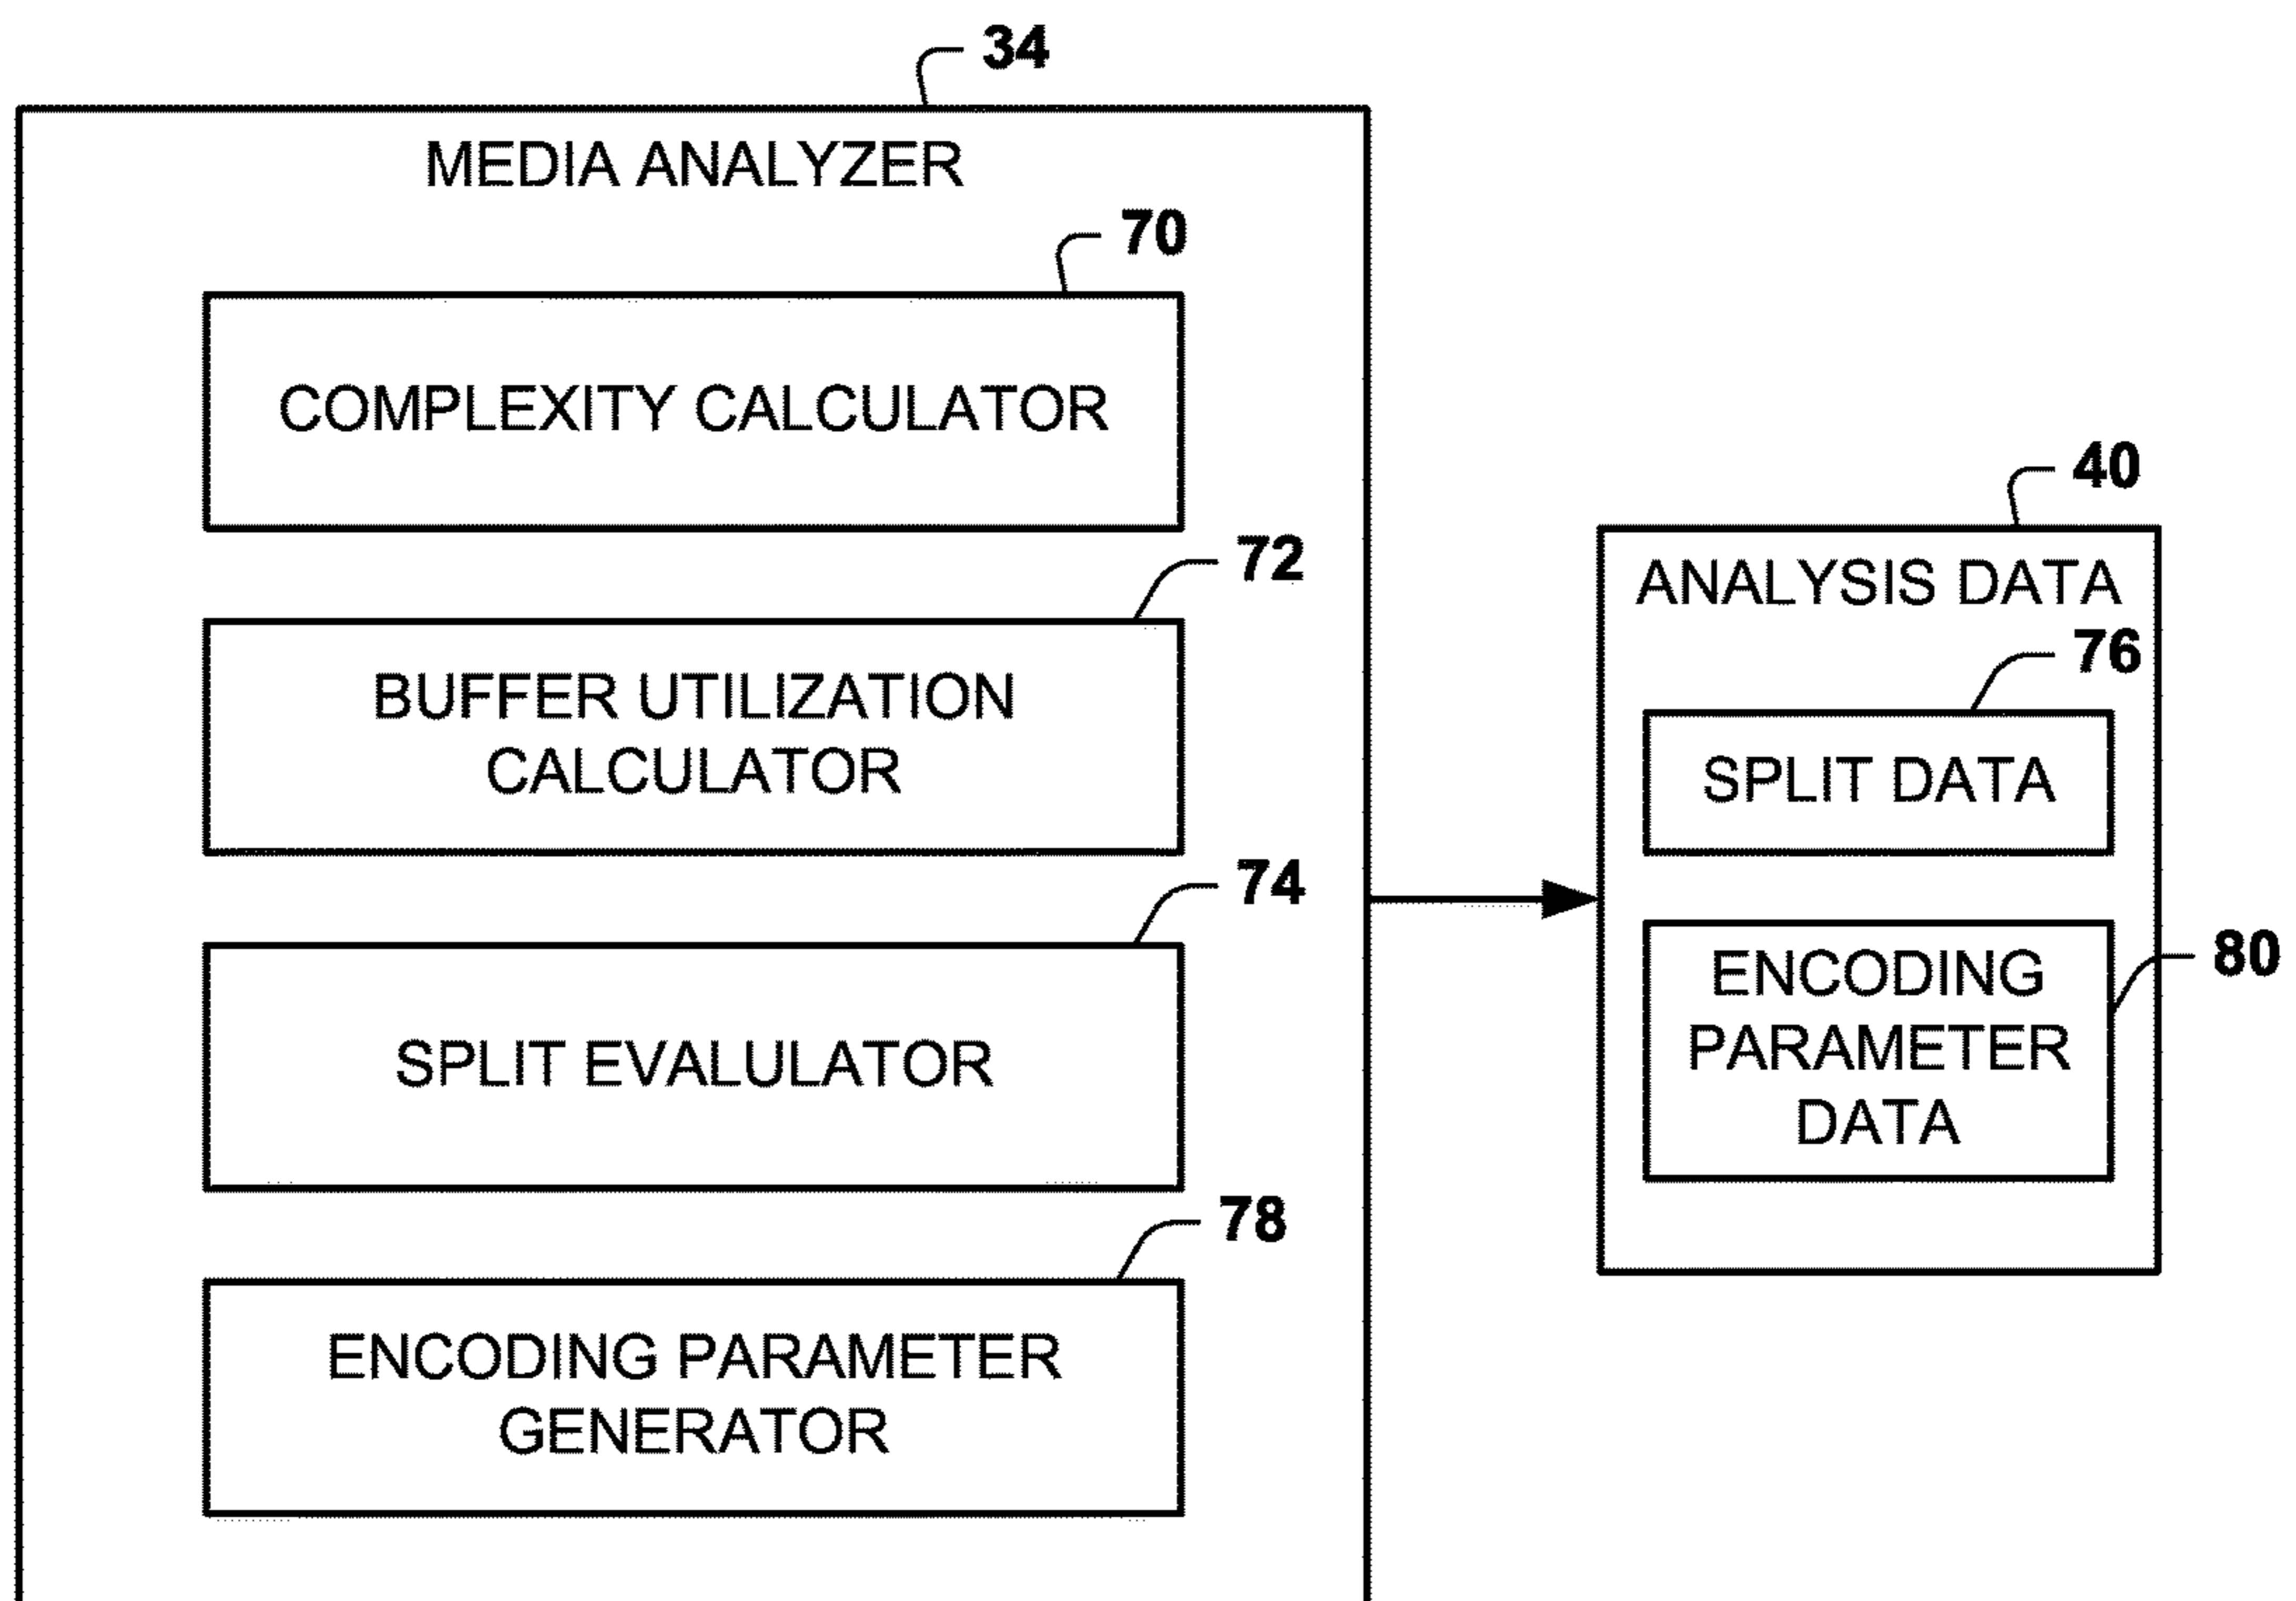 34
MEDIA ANALYZER
70
COMPLEXITY CALCULATOR
72
BUFFER UTILIZATION
CALCULATOR
74
SPLIT EVALULATOR
78
ENCODING PARAMETER
GENERATOR
40
ANALYSIS DATA
76
SPLIT DATA
80
ENCODING
PARAMETER
DATA